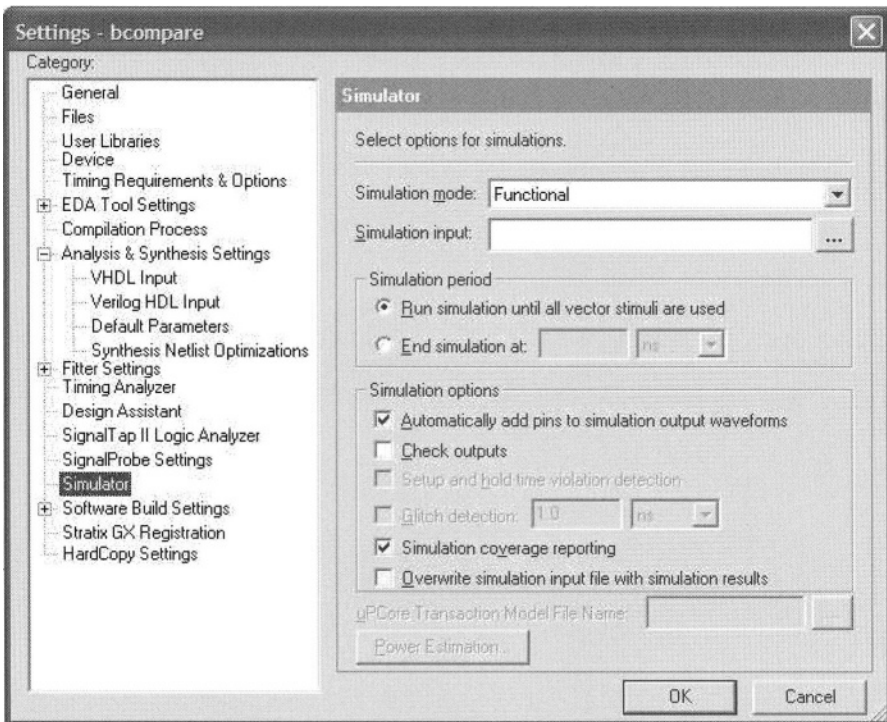 Settings - bcompare
Category:
General
Files
User Libraries
Device
Timing Requirements & Options
EDA Tool Settings
Compilation Process
Analysis & Synthesis Settings
VHDL Input
Verilog HDL Input
Default Parameters
Synthesis Netlist Optimizations
Fitter Settings
Timing Analyzer
Design Assistant
SignalTap II Logic Analyzer
SignalProbe Settings
Simulator
Software Build Settings
Stratix GX Registration
HardCopy Settings
Simulator
Select options for simulations.
Simulation mode: Functional
Simulation input: ...
Simulation period
Run simulation until all vector stimuli are used
End simulation at: ns
Simulation options
Automatically add pins to simulation output waveforms
Check outputs
Setup and hold time violation detection
Glitch detection: 1.0 ns
Simulation coverage reporting
Overwrite simulation input file with simulation results
uPCore Transaction Model File Name: ...
Power Estimation...
OK Cancel